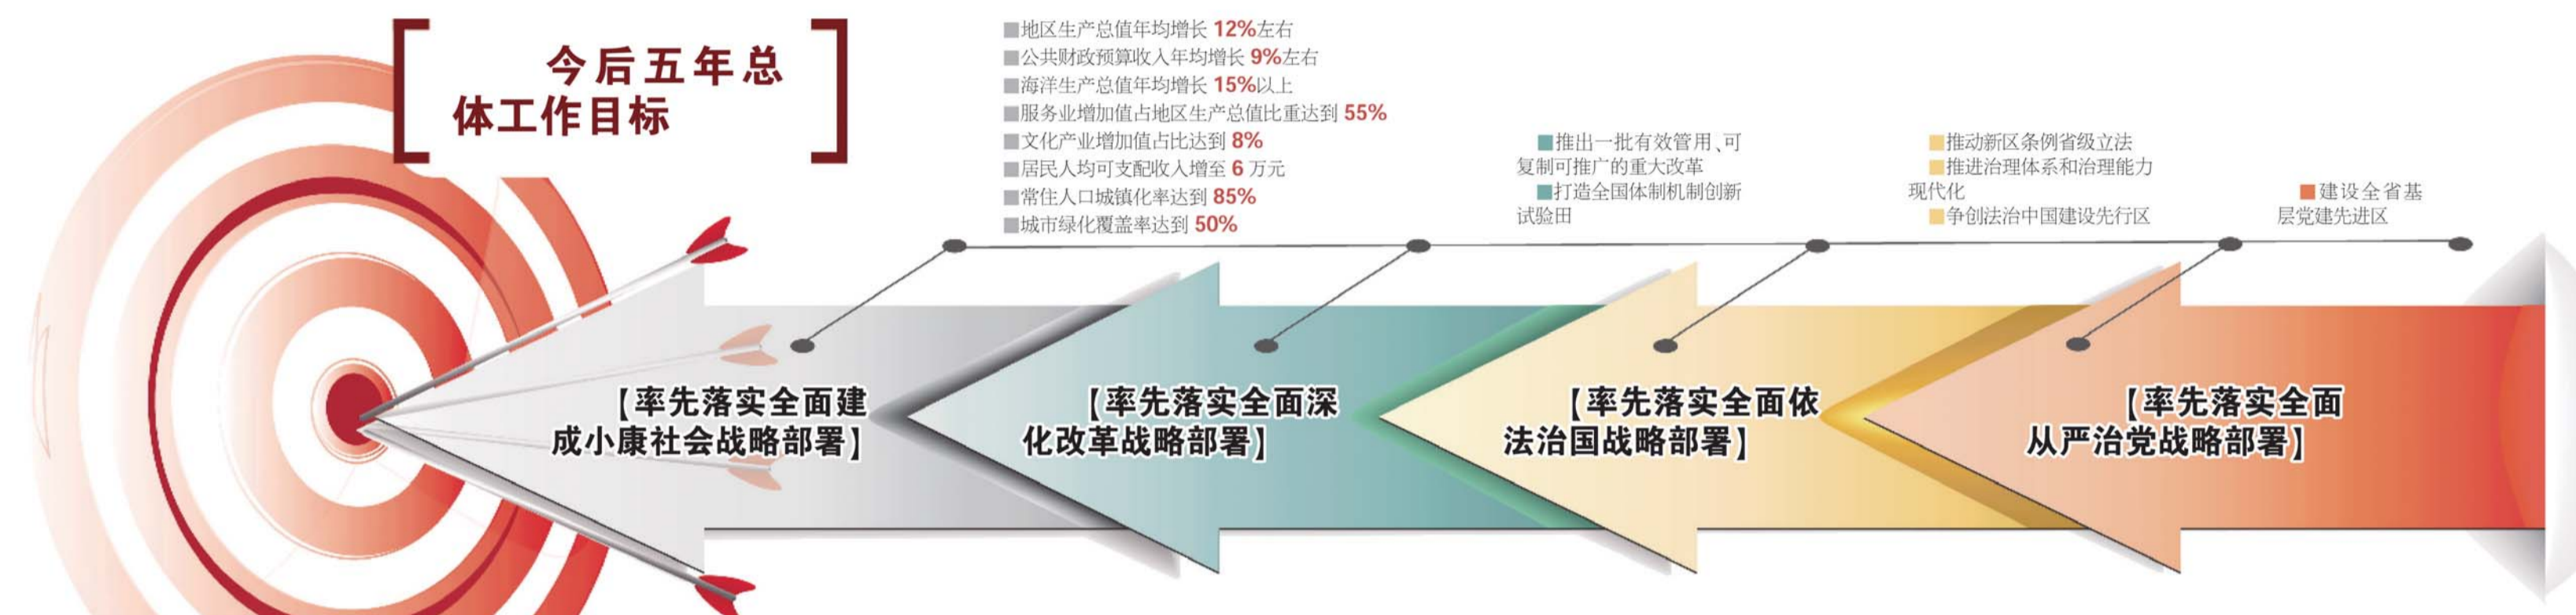 今后五年总
体工作目标
■地区生产总值年均增长 12%左右
■公共财政预算收入年均增长 9%左右
■海洋生产总值年均增长 15%以上
■服务业增加值占地区生产总值比重达到 55%
■文化产业增加值占比达到 8%
■居民人均可支配收入增至 6 万元
■常住人口城镇化率达到 85%
■城市绿化覆盖率达到 50%
■推出一批有效管用、可
复制可推广的重大改革
■打造全国体制机制创新
试验田
■推动新区条例省级立法
■推进治理体系和治理能力
现代化
■争创法治中国建设先行区
■建设全省基
层党建先进区
【率先落实全面建
成小康社会战略部署】
【率先落实全面深
化改革战略部署】
【率先落实全面依
法治国战略部署】
【率先落实全面
从严治党战略部署】